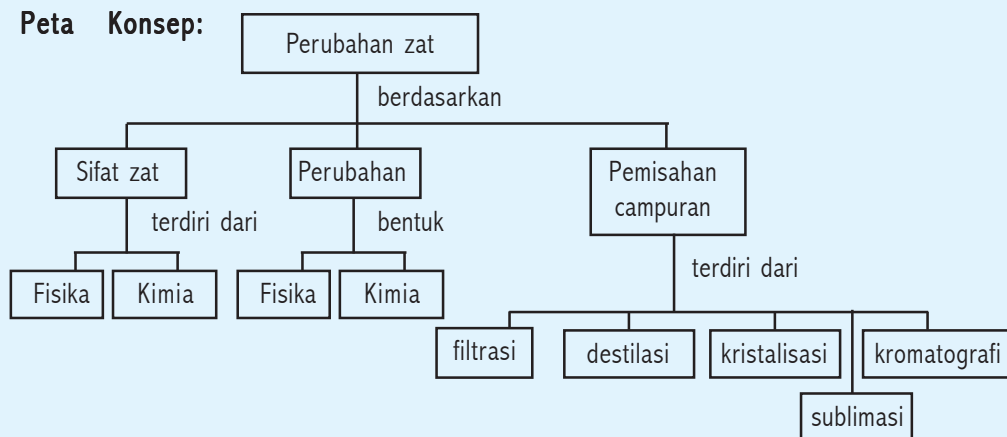 Peta Konsep:
Perubahan zat
berdasarkan
Sifat zat
Perubahan
Pemisahan
campuran
terdiri dari
bentuk
terdiri dari
Fisika
Kimia
Fisika
Kimia
filtrasi
destilasi
kristalisasi
kromatografi
sublimasi